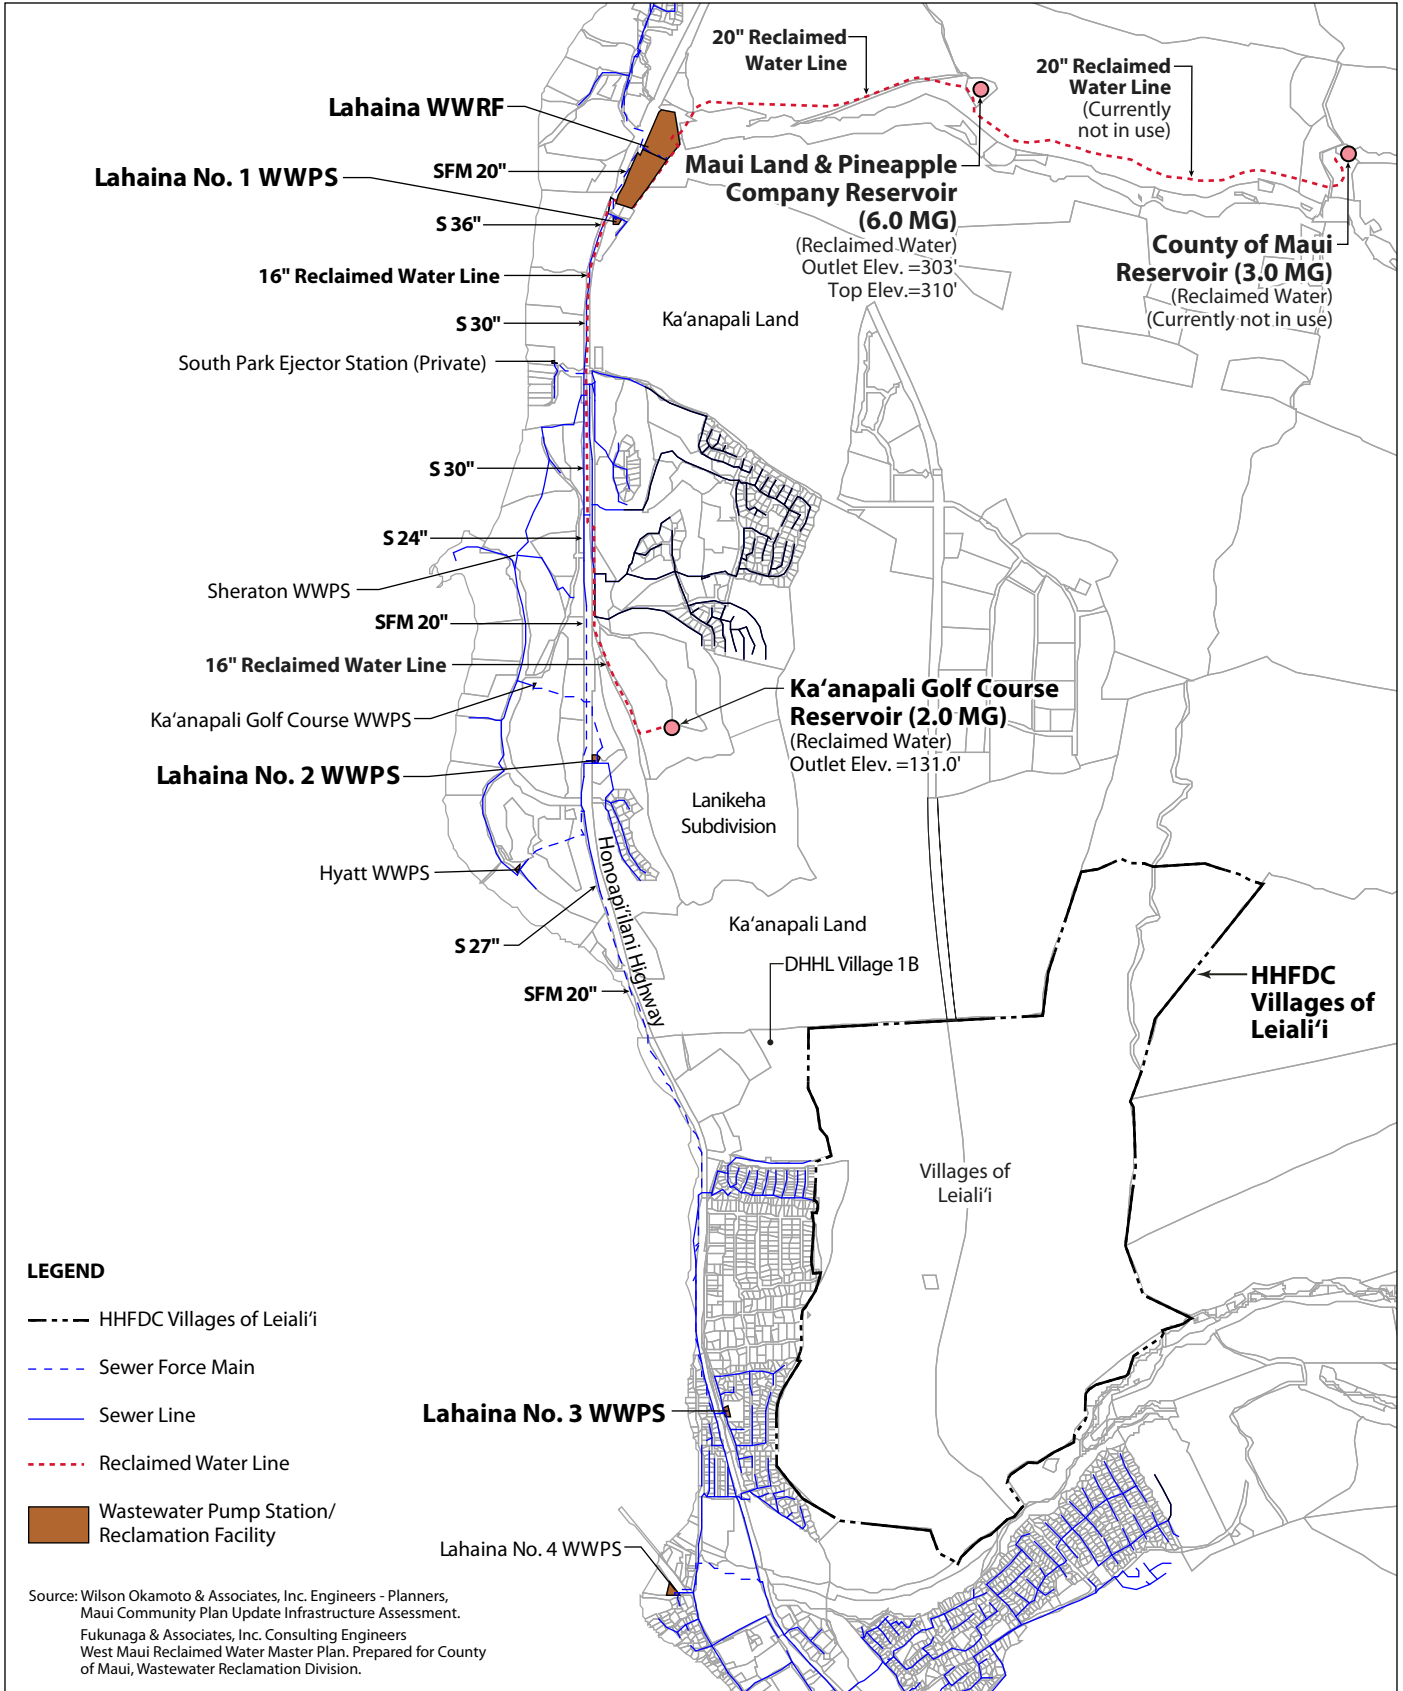 20" Reclaimed
Water Line
20" Reclaimed
Water Line
(Currently
not in use)
Lahaina WWRF
Lahaina No. 1 WWPS
SFM 20"
Maui Land & Pineapple
Company Reservoir
(6.0 MG)
(Reclaimed Water)
Outlet Elev. =303'
Top Elev.=310'
S 36"
County of Maui
Reservoir (3.0 MG)
(Reclaimed Water)
(Currently not in use)
16" Reclaimed Water Line
S 30"
Ka‘anapali Land
South Park Ejector Station (Private)
S 30"
S 24"
Sheraton WWPS
SFM 20"
16" Reclaimed Water Line
Ka‘anapali Golf Course
Reservoir (2.0 MG)
(Reclaimed Water)
Outlet Elev. =131.0'
Ka‘anapali Golf Course WWPS
Lahaina No. 2 WWPS
Lanikeha
Subdivision
Hyatt WWPS
Honoapi‘ilani Highway
Ka‘anapali Land
S 27"
DHHL Village 1B
SFM 20"
HHFDC
Villages of
Leiali‘i
Villages of
Leiali‘i
LEGEND
HHFDC Villages of Leiali‘i
Sewer Force Main
Sewer Line
Reclaimed Water Line
Wastewater Pump Station/
Reclamation Facility
Lahaina No. 3 WWPS
Lahaina No. 4 WWPS
Source: Wilson Okamoto & Associates, Inc. Engineers - Planners,
Maui Community Plan Update Infrastructure Assessment.
Fukunaga & Associates, Inc. Consulting Engineers
West Maui Reclaimed Water Master Plan. Prepared for County
of Maui, Wastewater Reclamation Division.